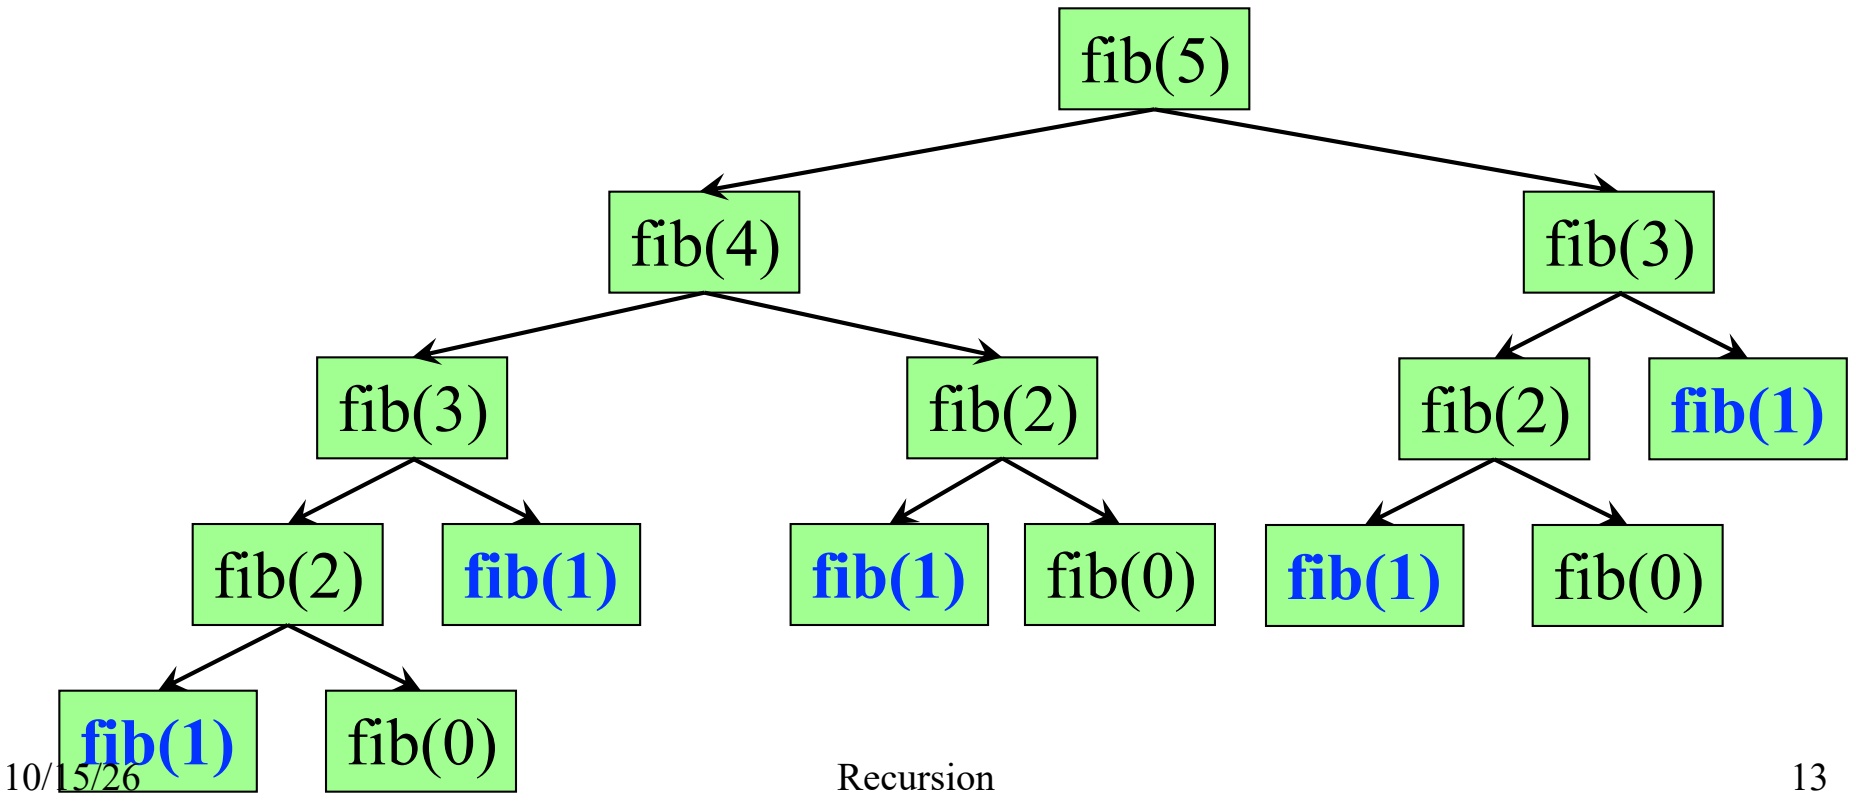 fib(5)
fib(4) fib(3)
fib(3) fib(2) fib(2) fib(1)
fib(2) fib(1) fib(1) fib(0) fib(1) fib(0)
fib(1) fib(0)
10/15/26 Recursion 13